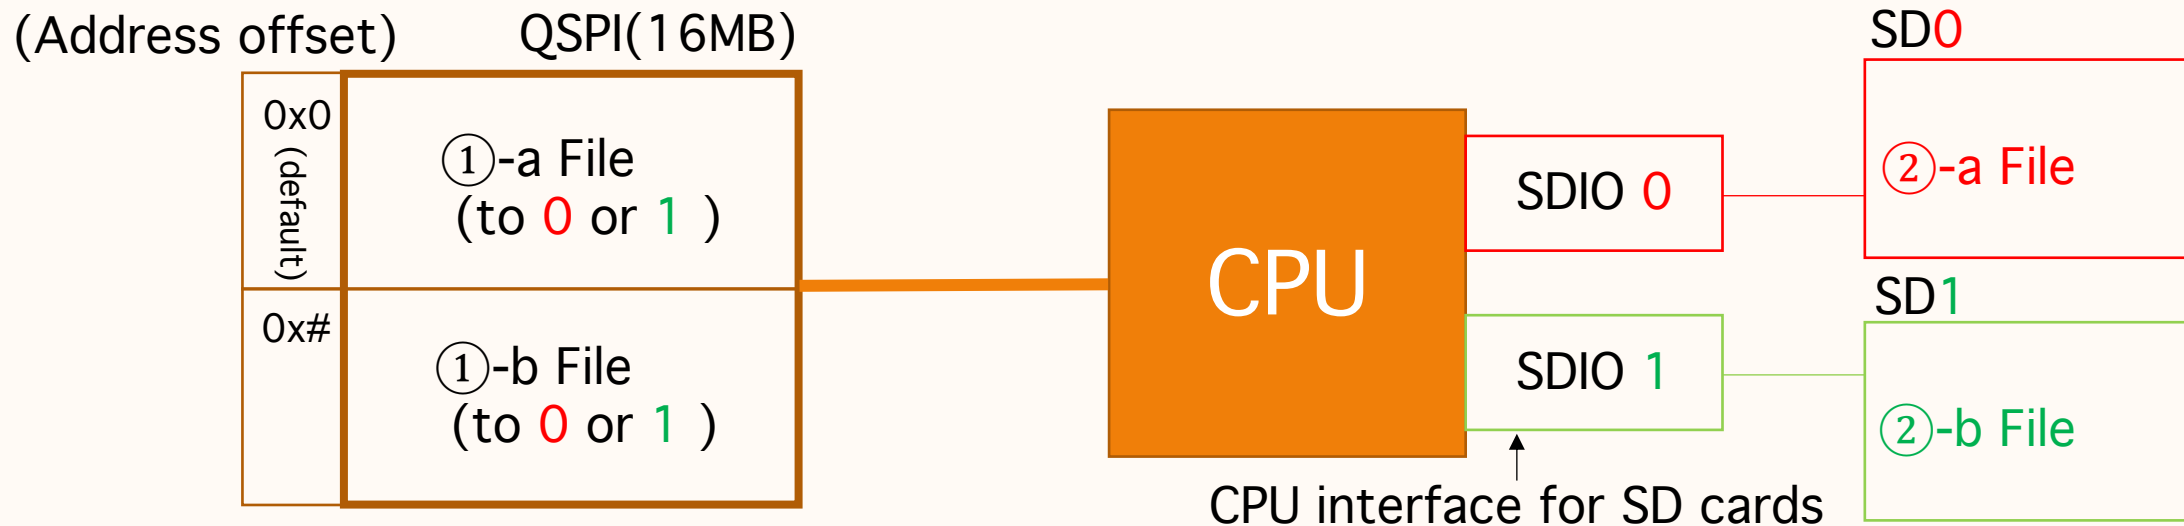 (Address offset)
QSPI(16MB)
0x0
(default)
①-a File
(to 0 or 1 )
0x#
①-b File
(to 0 or 1 )
CPU
SDIO 0
SDIO 1
CPU interface for SD cards
SD0
②-a File
SD1
②-b File